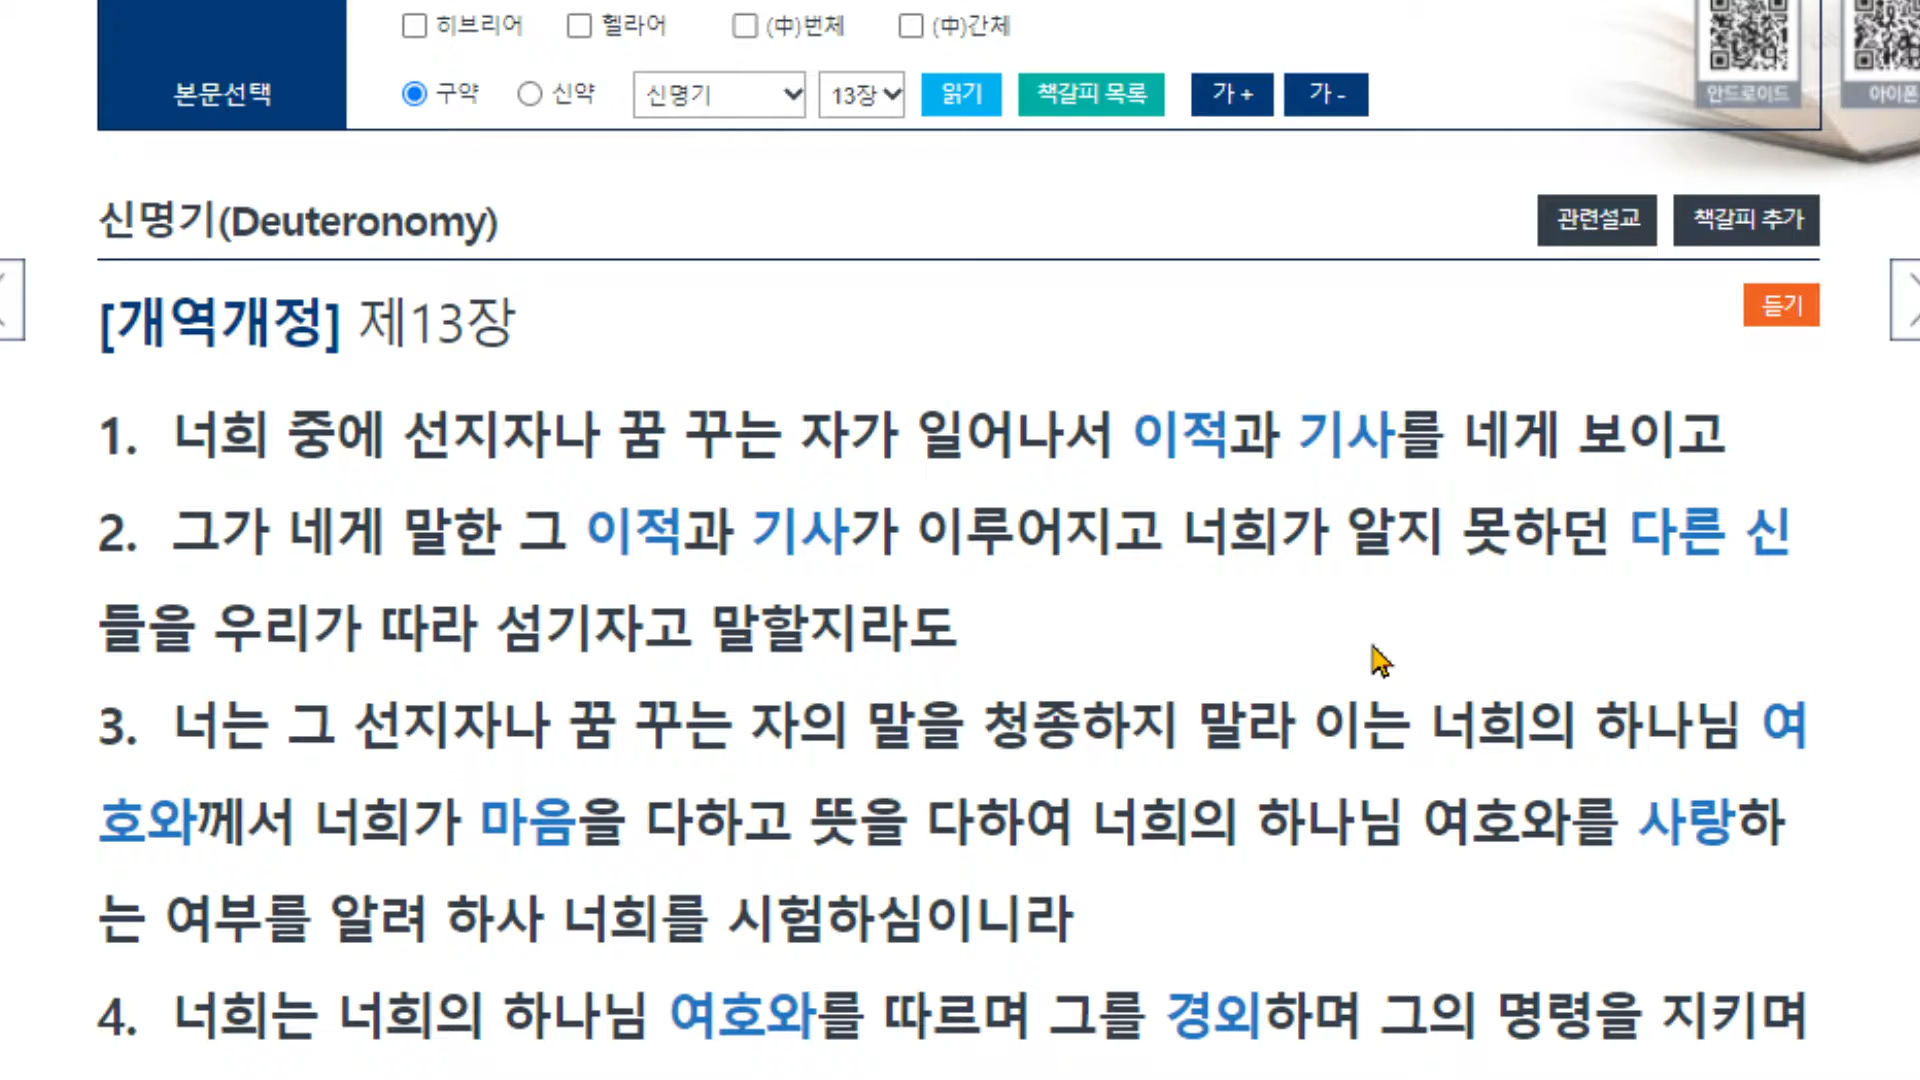 히브리어 헬라어 (中)번체 (中)간체
본문선택 구약 신약 신명기 13장 읽기 책갈피 목록 가 + 가 -
안드로이드 아이폰
신명기(Deuteronomy) 관련설교 책갈피 추가
[개역개정] 제13장 듣기
1. 너희 중에 선지자나 꿈 꾸는 자가 일어나서 이적과 기사를 네게 보이고
2. 그가 네게 말한 그 이적과 기사가 이루어지고 너희가 알지 못하던 다른 신
들을 우리가 따라 섬기자고 말할지라도
3. 너는 그 선지자나 꿈 꾸는 자의 말을 청종하지 말라 이는 너희의 하나님 여
호와께서 너희가 마음을 다하고 뜻을 다하여 너희의 하나님 여호와를 사랑하
는 여부를 알려 하사 너희를 시험하심이니라
4. 너희는 너희의 하나님 여호와를 따르며 그를 경외하며 그의 명령을 지키며